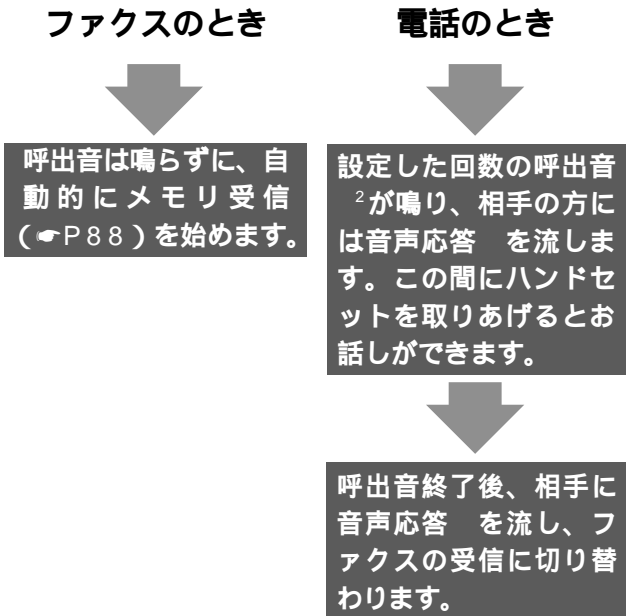 ファクスのとき
呼出音は鳴らずに、自
動的にメモリ受信
(☛P88)を始めます。
電話のとき
設定した回数の呼出音
²が鳴り、相手の方に
は音声応答　を流しま
す。この間にハンドセ
ットを取りあげるとお
話しができます。
呼出音終了後、相手に
音声応答　を流し、フ
ァクスの受信に切り替
わります。